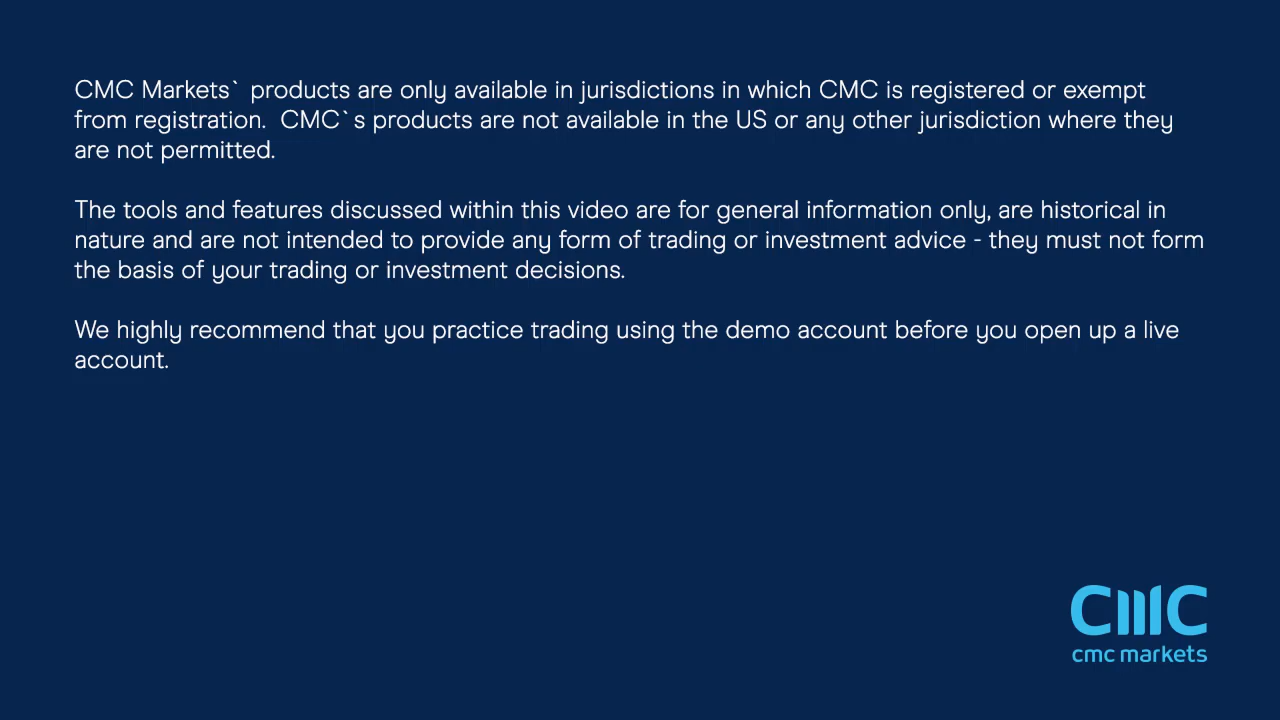 CMC Markets` products are only available in jurisdictions in which CMC is registered or exempt
from registration.  CMC`s products are not available in the US or any other jurisdiction where they
are not permitted.
The tools and features discussed within this video are for general information only, are historical in
nature and are not intended to provide any form of trading or investment advice - they must not form
the basis of your trading or investment decisions.
We highly recommend that you practice trading using the demo account before you open up a live
account.
CMC
cmc markets